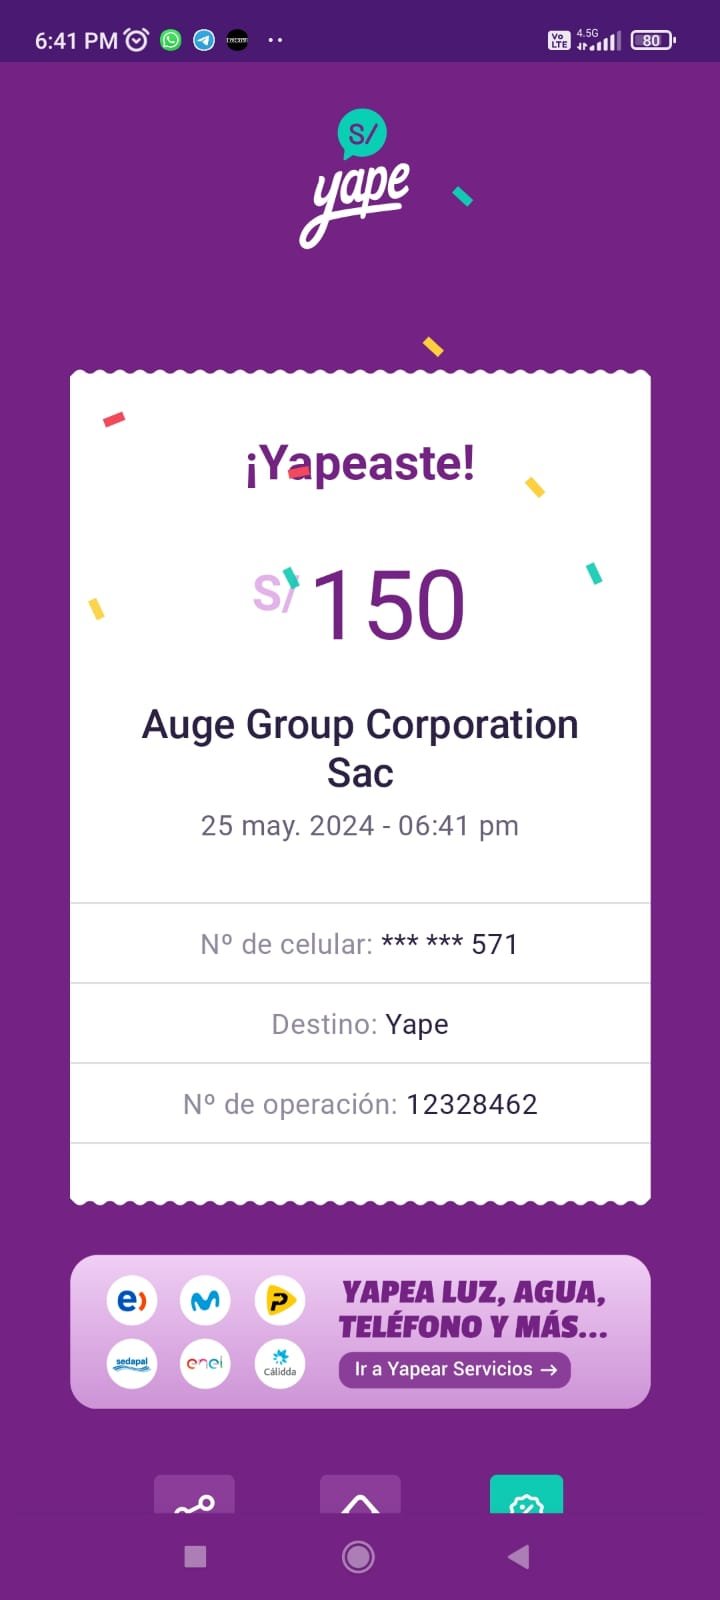 6:41 PM
Vo LTE 4.5G 80
S/
yape
¡Yapeaste!
S/ 150
Auge Group Corporation
Sac
25 may. 2024 - 06:41 pm
Nº de celular: *** *** 571
Destino: Yape
Nº de operación: 12328462
YAPEA LUZ, AGUA,
TELÉFONO Y MÁS...
Ir a Yapear Servicios →
e) P
sedapal enel Cálidda